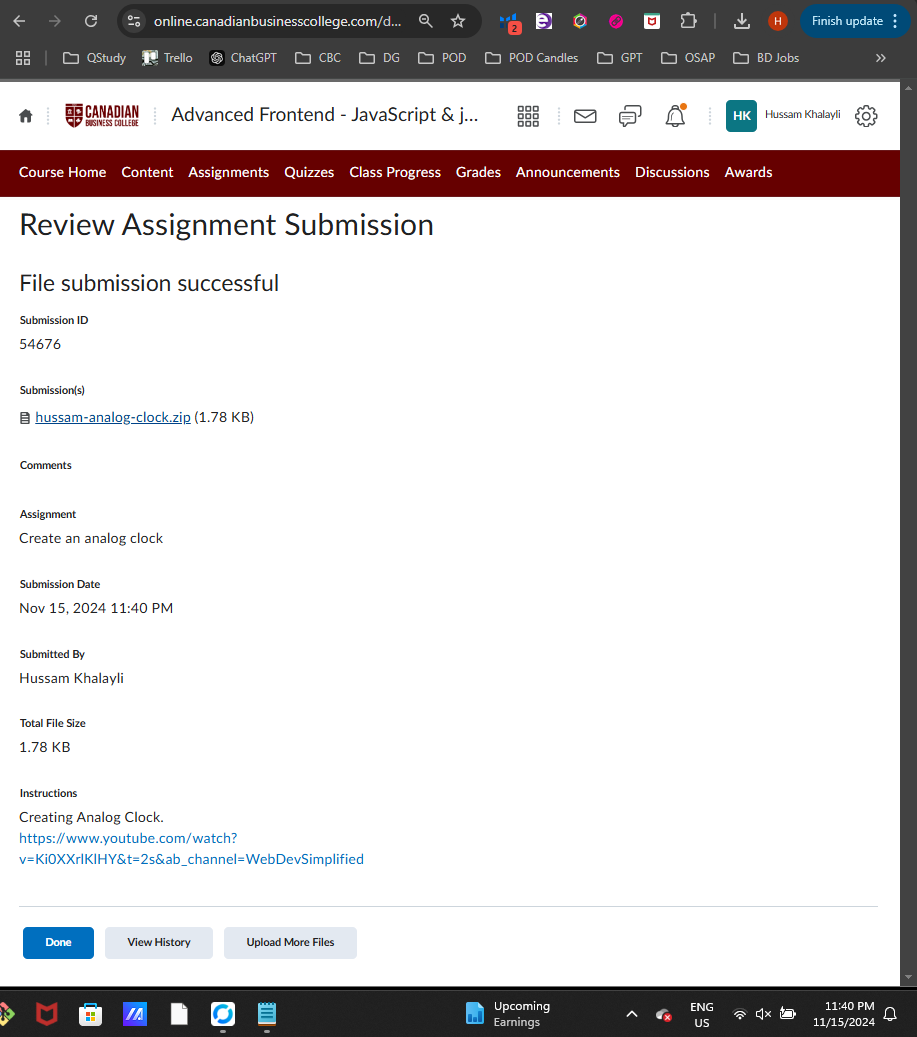 online.canadianbusinesscollege.com/d...
2
H
Finish update
QStudy
Trello
ChatGPT
CBC
DG
POD
POD Candles
GPT
OSAP
BD Jobs
CANADIAN
BUSINESS COLLEGE
Advanced Frontend - JavaScript & j...
HK
Hussam Khalayli
Course Home Content Assignments Quizzes Class Progress Grades Announcements Discussions Awards
Review Assignment Submission
File submission successful
Submission ID
54676
Submission(s)
hussam-analog-clock.zip (1.78 KB)
Comments
Assignment
Create an analog clock
Submission Date
Nov 15, 2024 11:40 PM
Submitted By
Hussam Khalayli
Total File Size
1.78 KB
Instructions
Creating Analog Clock.
https://www.youtube.com/watch?
v=Ki0XXrlKlHY&t=2s&ab_channel=WebDevSimplified
Done
View History
Upload More Files
Upcoming
Earnings
ENG
US
11:40 PM
11/15/2024